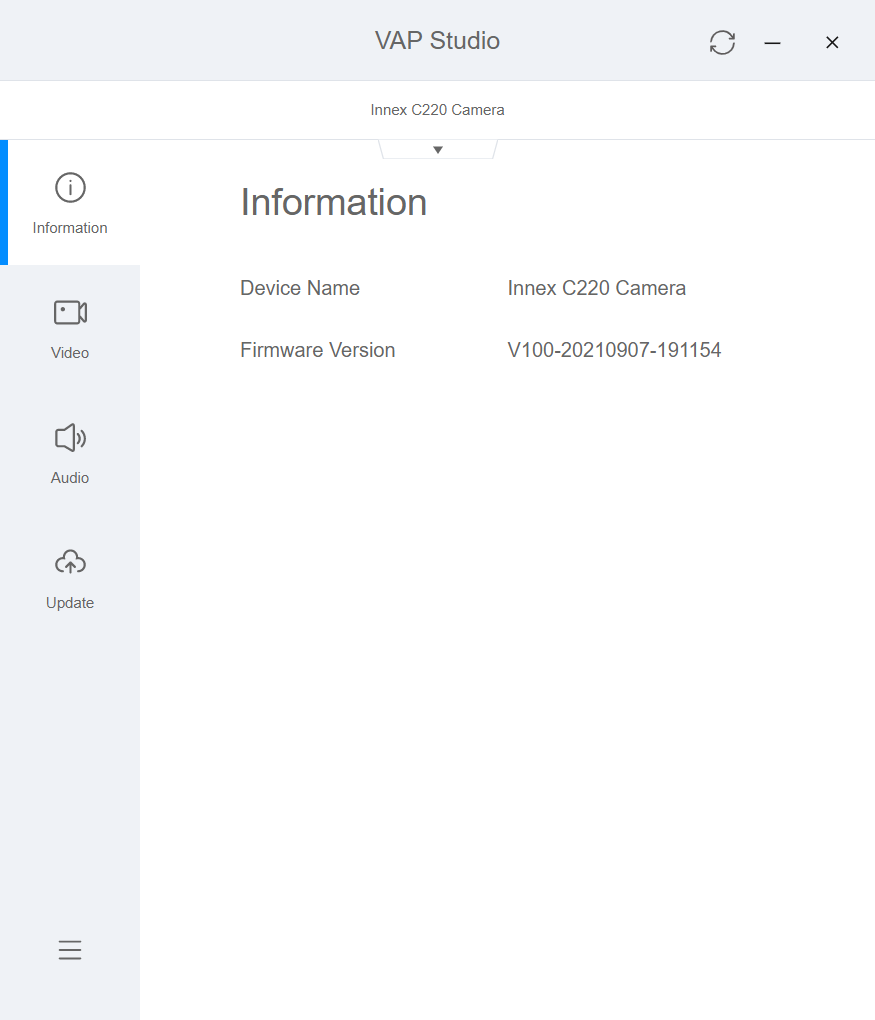 VAP Studio
Innex C220 Camera
Information
Information
Device Name Innex C220 Camera
Firmware Version V100-20210907-191154
Video
Audio
Update